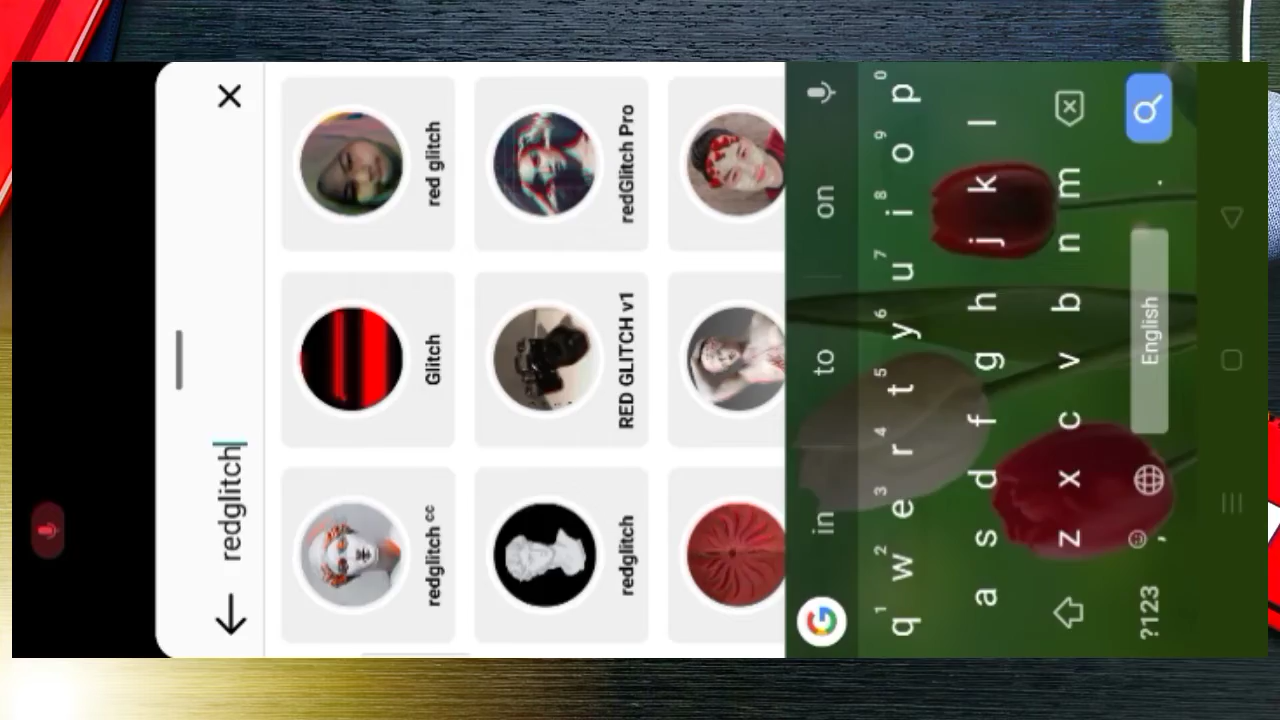 redglitch
redglitch cc
Glitch
red glitch
redglitch
RED GLITCH v1
redGlitch Pro
in
to
on
q 1 w 2 e 3 r 4 t 5 y 6 u 7 i 8 o 9 p 0
a s d f g h j k l
z x c v b n m
?123 , English .